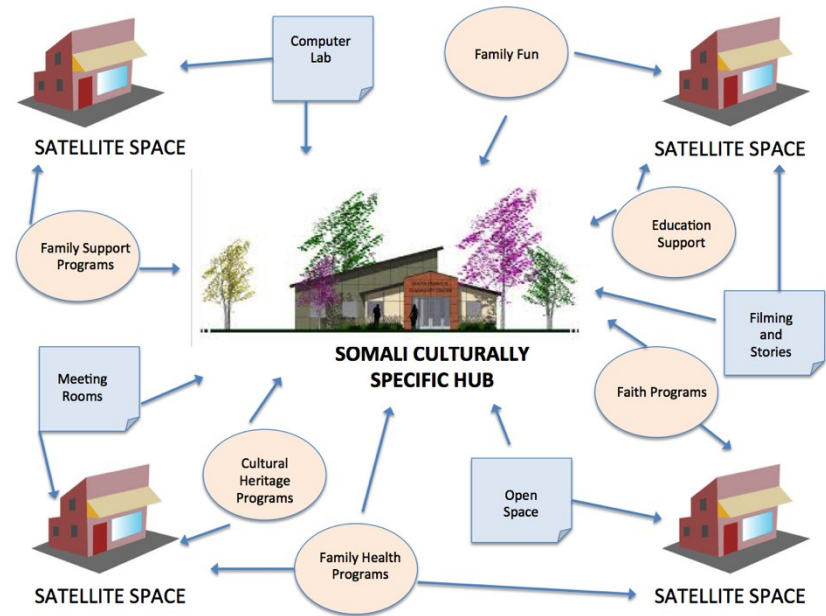 Computer
Lab
Family Fun
SATELLITE SPACE
SATELLITE SPACE
Family Support
Programs
Education
Support
Filming
and
Stories
SOMALI CULTURALLY
SPECIFIC HUB
Meeting
Rooms
Faith Programs
Cultural
Heritage
Programs
Open
Space
Family Health
Programs
SATELLITE SPACE
SATELLITE SPACE